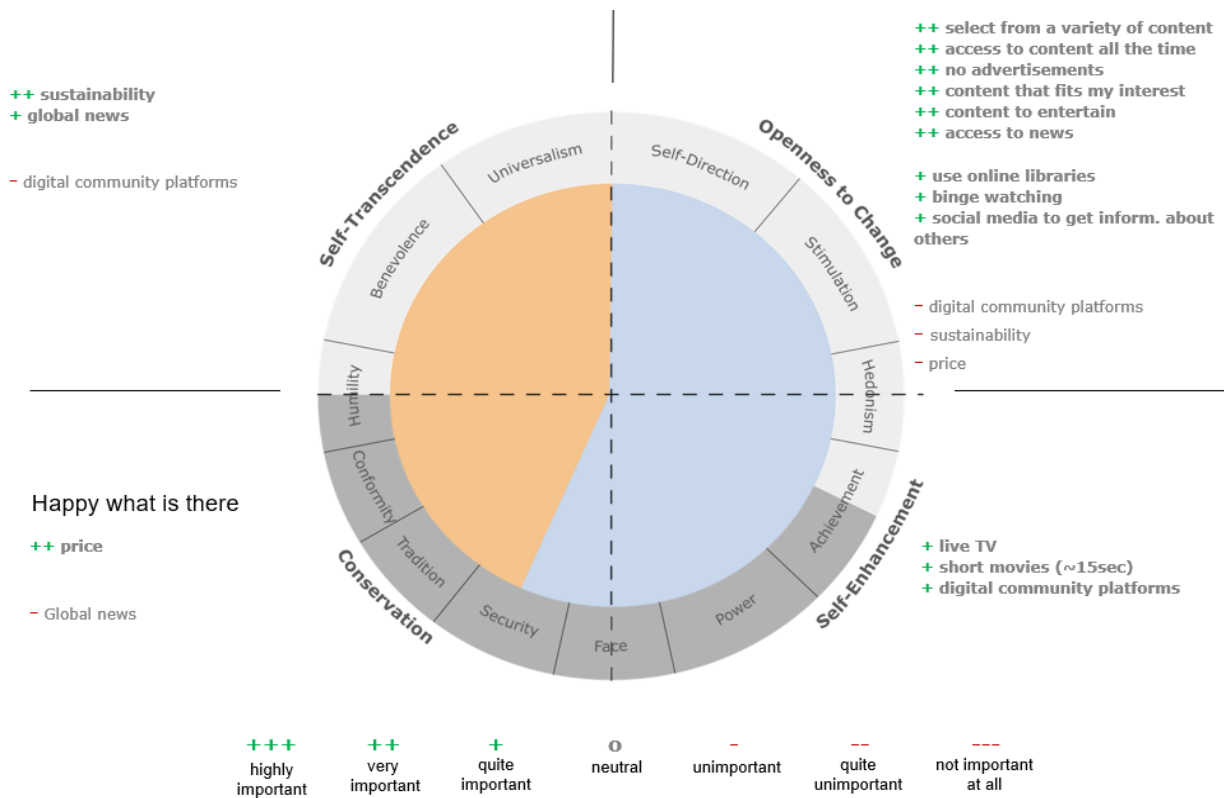 ++ sustainability
+ global news
- digital community platforms
++ select from a variety of content
++ access to content all the time
++ no advertisements
++ content that fits my interest
++ content to entertain
++ access to news
+ use online libraries
+ binge watching
+ social media to get inform. about
others
- digital community platforms
- sustainability
- price
Self-Transcendence
Openness to Change
Universalism
Self-Direction
Benevolence
Stimulation
Humility
Hedonism
Conformity
Achievement
Tradition
Security
Face
Power
Conservation
Self-Enhancement
Happy what is there
++ price
- Global news
+ live TV
+ short movies (~15sec)
+ digital community platforms
+++ ++ + o - -- ---
highly very quite neutral unimportant quite not important
important important important unimportant at all